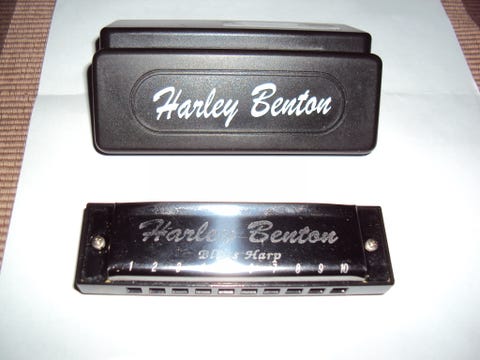 Harley Benton
Harley Benton
Blues Harp
1 2 3 4 5 6 7 8 9 10